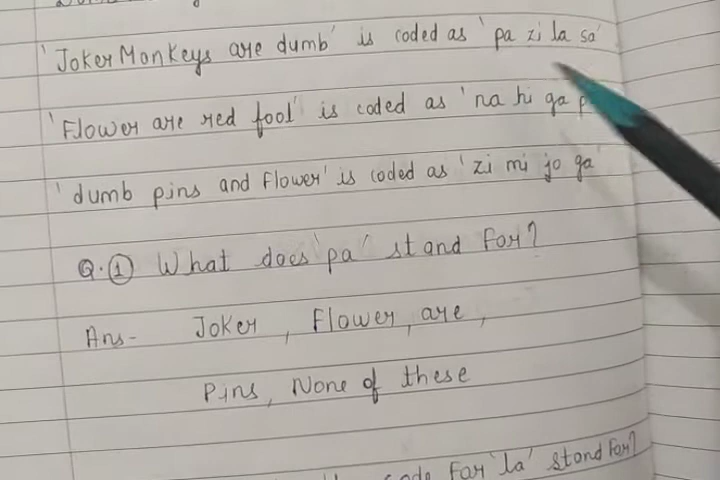 'Joker Monkeys are dumb' is coded as 'pa zi la sa'
'Flower are red fool' is coded as 'na hi ga
'dumb pins and Flower' is coded as 'zi mi jo ga'
Q.① What does 'pa' stand for?
Ans- Joker, Flower, are,
Pins, None of these
code for 'la' stand for?